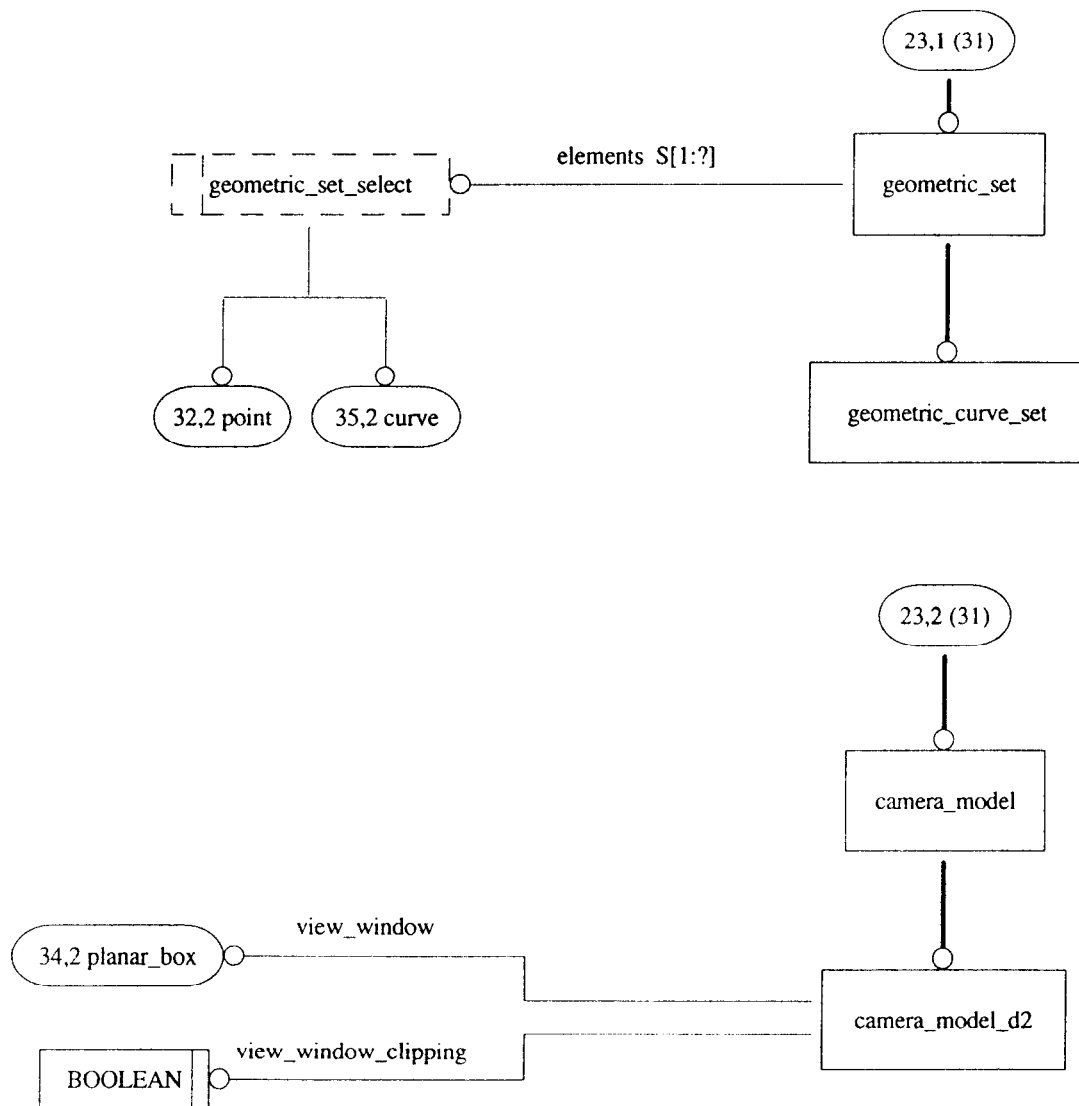 23,1 (31)
elements S[1:?]
geometric_set_select
geometric_set
32,2 point
35,2 curve
geometric_curve_set
23,2 (31)
camera_model
view_window
34,2 planar_box
camera_model_d2
view_window_clipping
BOOLEAN